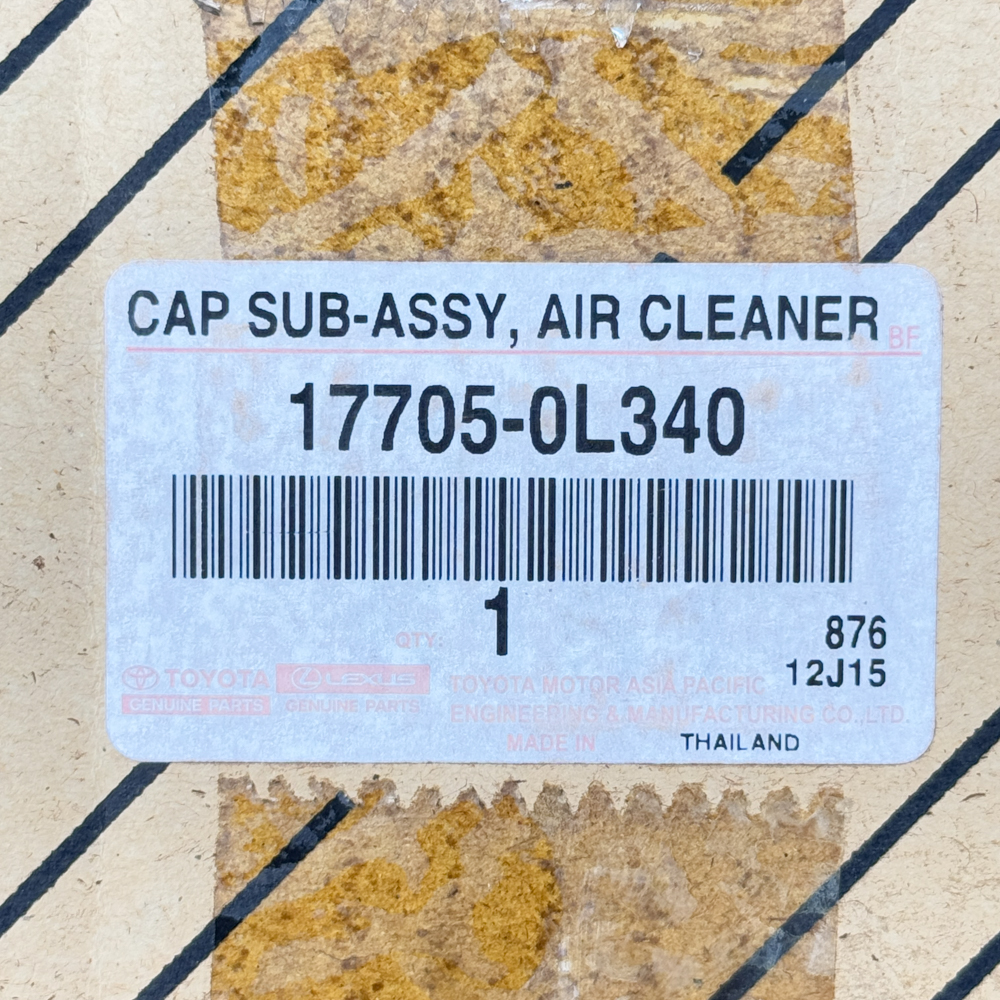 CAP SUB-ASSY, AIR CLEANER
BF
17705-0L340
QTY: 1
876
12J15
TOYOTA
GENUINE PARTS
LEXUS
GENUINE PARTS
TOYOTA MOTOR ASIA PACIFIC
ENGINEERING & MANUFACTURING CO., LTD.
MADE IN THAILAND